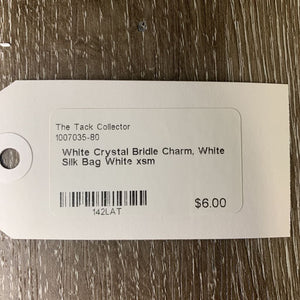 The Tack Collector
1007035-80
White Crystal Bridle Charm, White
Silk Bag White xsm
142LAT
$6.00